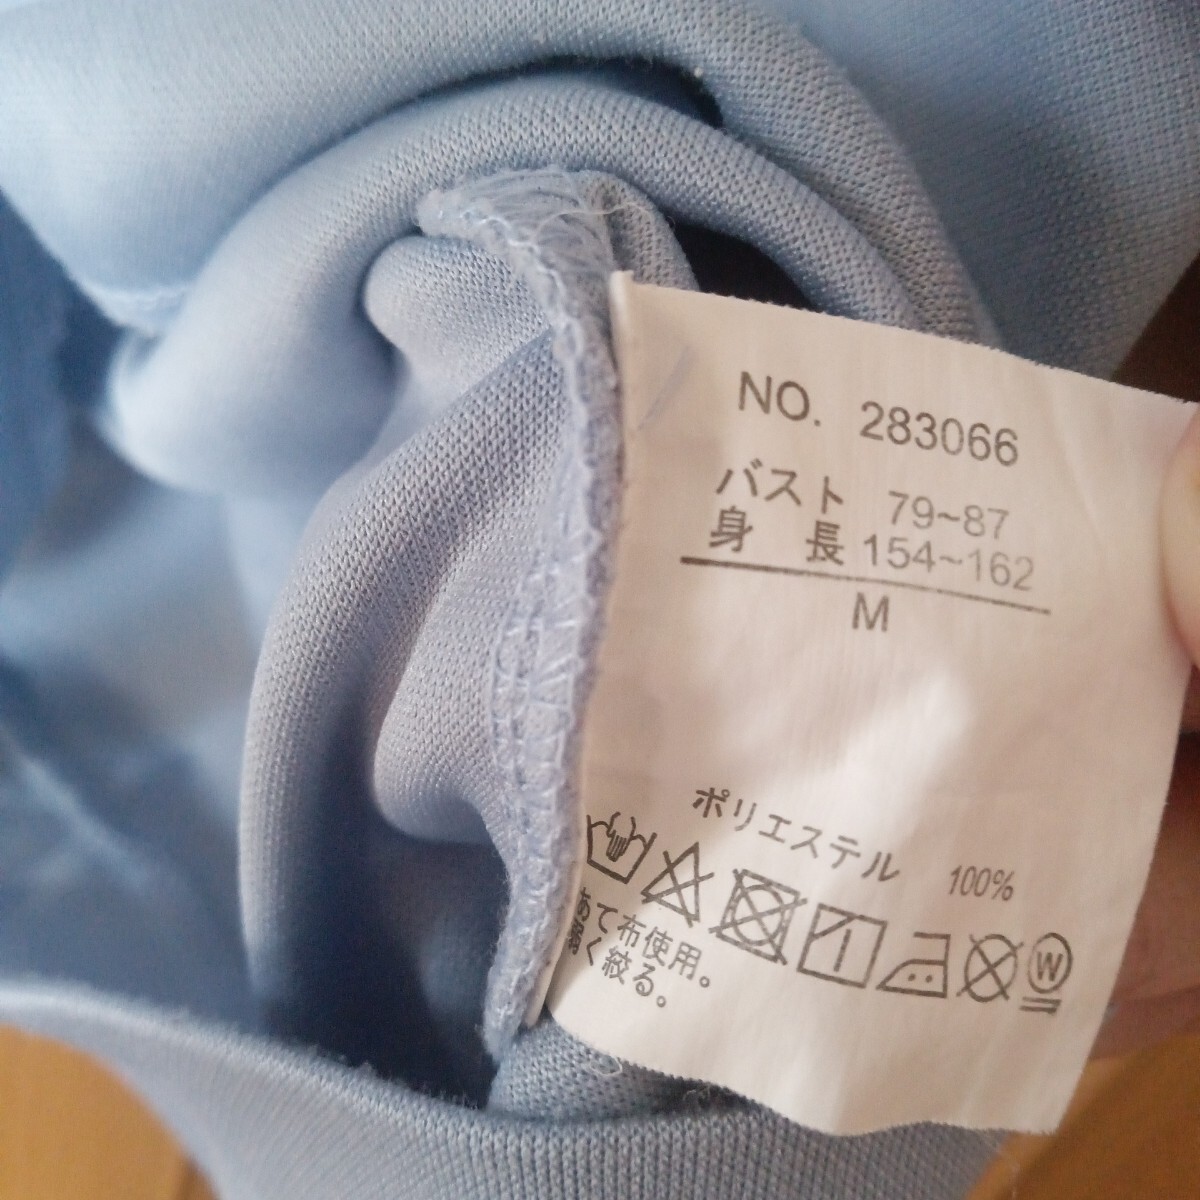 NO. 283066
バスト 79~87
身 長 154~162
M
ポリエステル 100%
W
あて布使用。
弱く絞る。